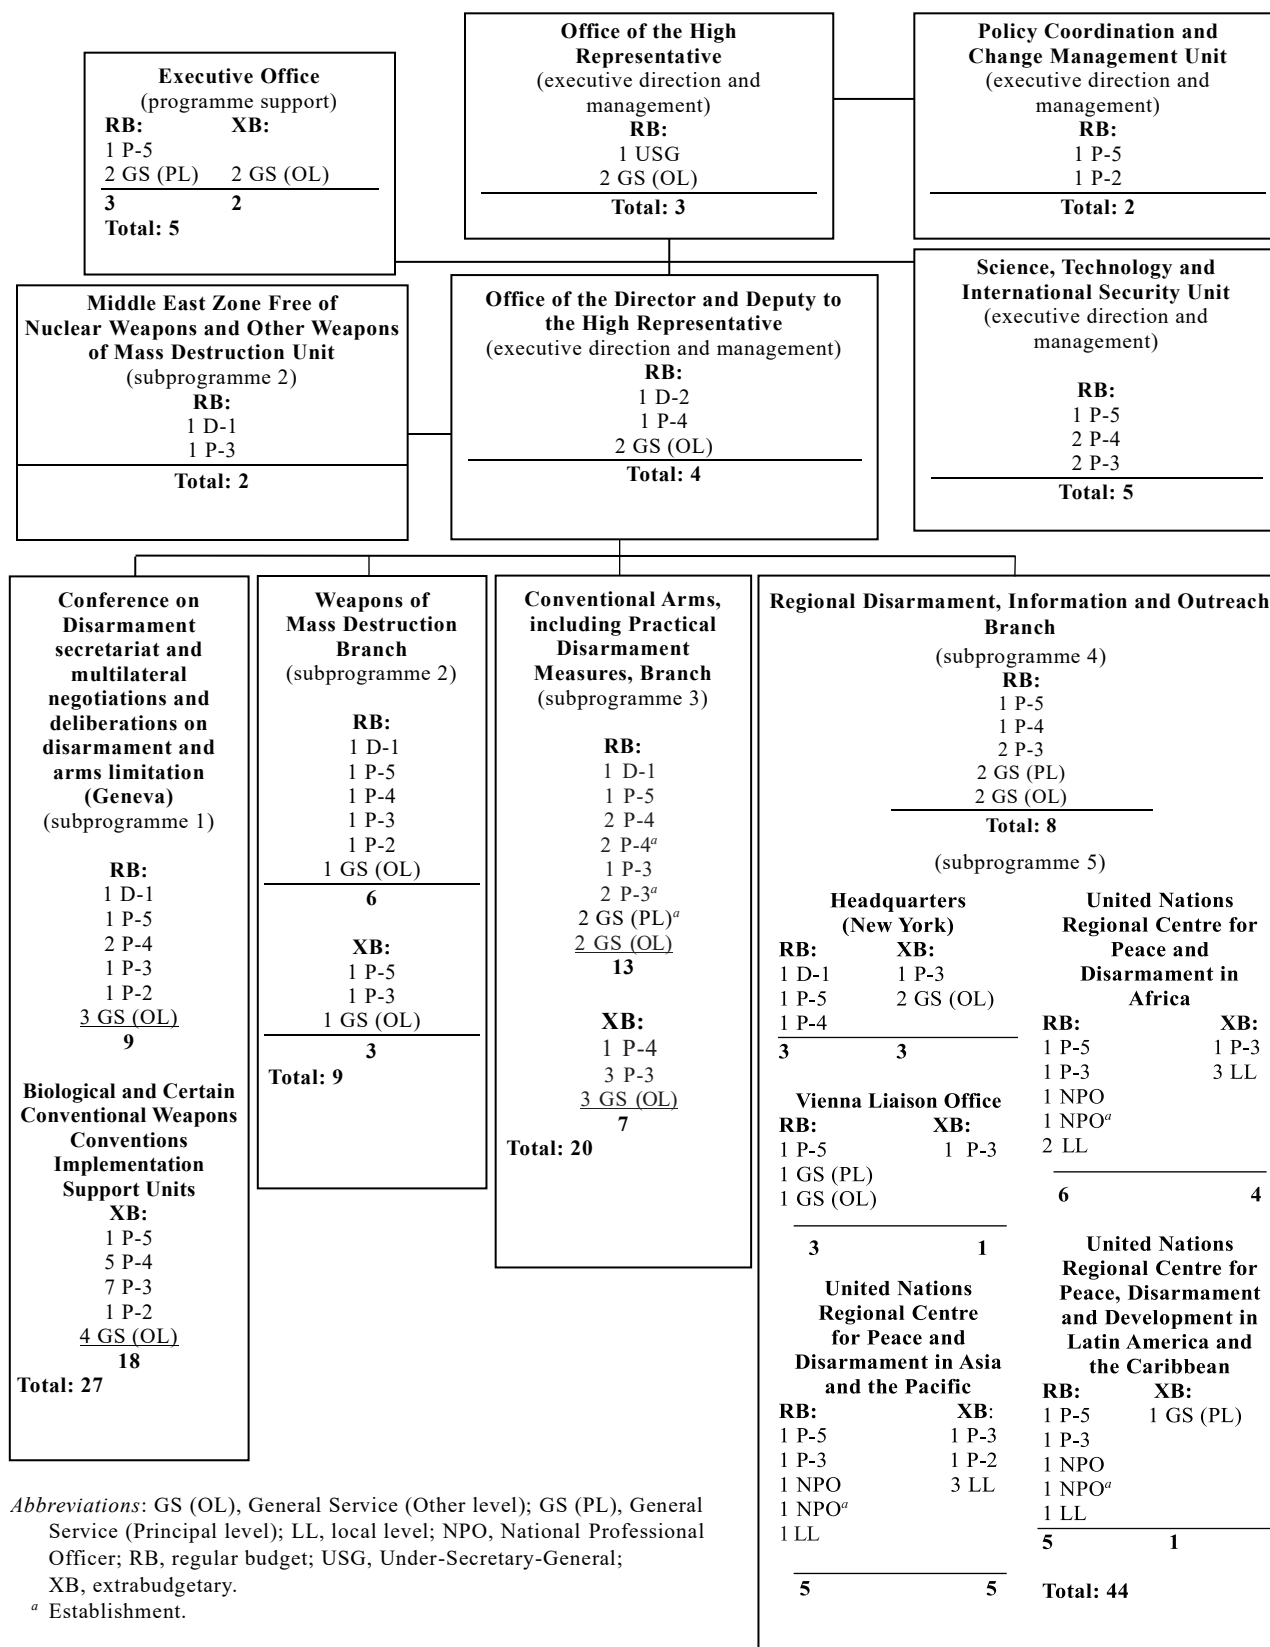 Executive Office
(programme support)
RB: XB:
1 P-5
2 GS (PL) 2 GS (OL)
3 2
Total: 5
Office of the High
Representative
(executive direction and
management)
RB:
1 USG
2 GS (OL)
Total: 3
Policy Coordination and
Change Management Unit
(executive direction and
management)
RB:
1 P-5
1 P-2
Total: 2
Middle East Zone Free of
Nuclear Weapons and Other Weapons
of Mass Destruction Unit
(subprogramme 2)
RB:
1 D-1
1 P-3
Total: 2
Office of the Director and Deputy to
the High Representative
(executive direction and management)
RB:
1 D-2
1 P-4
2 GS (OL)
Total: 4
Science, Technology and
International Security Unit
(executive direction and
management)
RB:
1 P-5
2 P-4
2 P-3
Total: 5
Conference on
Disarmament
secretariat and
multilateral
negotiations and
deliberations on
disarmament and
arms limitation
(Geneva)
(subprogramme 1)
RB:
1 D-1
1 P-5
2 P-4
1 P-3
1 P-2
3 GS (OL)
9
Biological and Certain
Conventional Weapons
Conventions
Implementation
Support Units
XB:
1 P-5
5 P-4
7 P-3
1 P-2
4 GS (OL)
18
Total: 27
Weapons of
Mass Destruction
Branch
(subprogramme 2)
RB:
1 D-1
1 P-5
1 P-4
1 P-3
1 P-2
1 GS (OL)
6
XB:
1 P-5
1 P-3
1 GS (OL)
3
Total: 9
Conventional Arms,
including Practical
Disarmament
Measures, Branch
(subprogramme 3)
RB:
1 D-1
1 P-5
2 P-4
2 P-4a
1 P-3
2 P-3a
2 GS (PL)a
2 GS (OL)
13
XB:
1 P-4
3 P-3
3 GS (OL)
7
Total: 20
Regional Disarmament, Information and Outreach
Branch
(subprogramme 4)
RB:
1 P-5
1 P-4
2 P-3
2 GS (PL)
2 GS (OL)
Total: 8
(subprogramme 5)
Headquarters
(New York)
RB: XB:
1 D-1 1 P-3
1 P-5 2 GS (OL)
1 P-4
3 3
Vienna Liaison Office
RB: XB:
1 P-5 1 P-3
1 GS (PL)
1 GS (OL)
3 1
United Nations
Regional Centre
for Peace and
Disarmament in Asia
and the Pacific
RB: XB:
1 P-5 1 P-3
1 P-3 1 P-2
1 NPO 3 LL
1 NPOa
1 LL
5 5
United Nations
Regional Centre for
Peace and
Disarmament in
Africa
RB: XB:
1 P-5 1 P-3
1 P-3 3 LL
1 NPO
1 NPOa
2 LL
6 4
United Nations
Regional Centre for
Peace, Disarmament
and Development in
Latin America and
the Caribbean
RB: XB:
1 P-5 1 GS (PL)
1 P-3
1 NPO
1 NPOa
1 LL
5 1
Total: 44
Abbreviations: GS (OL), General Service (Other level); GS (PL), General
Service (Principal level); LL, local level; NPO, National Professional
Officer; RB, regular budget; USG, Under-Secretary-General;
XB, extrabudgetary.
a Establishment.